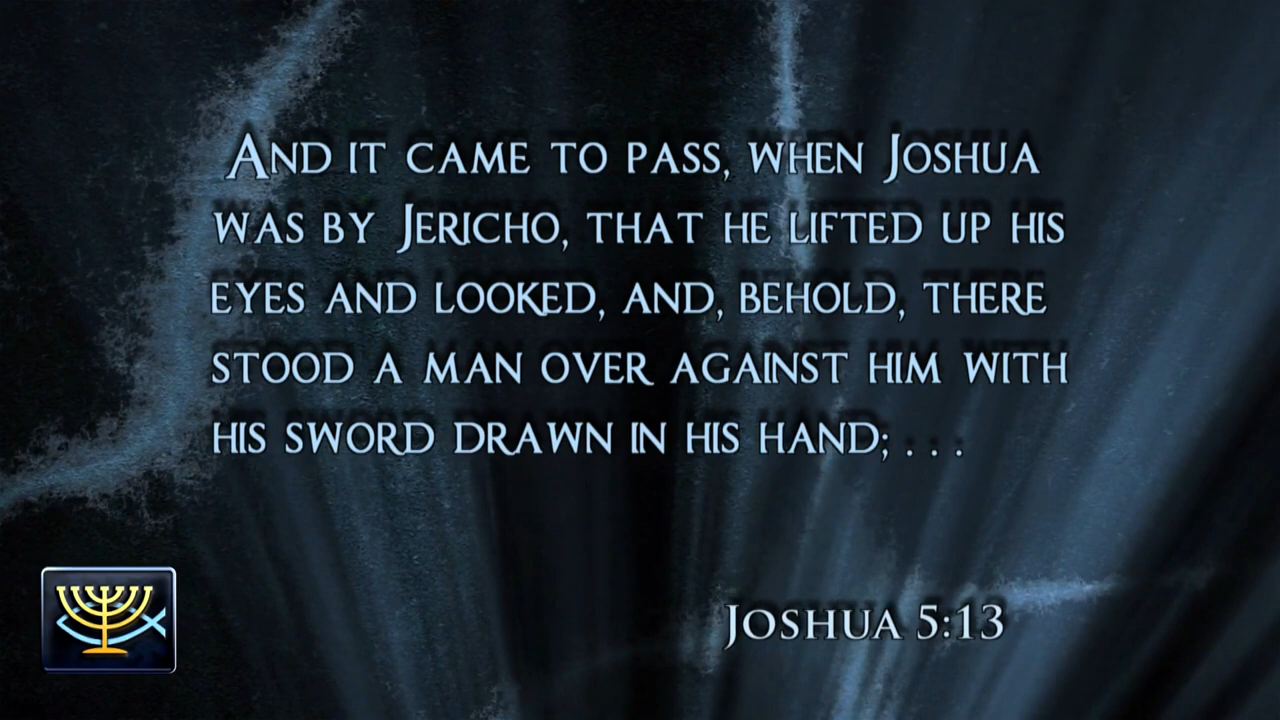 And it came to pass, when Joshua
was by Jericho, that he lifted up his
eyes and looked, and, behold, there
stood a man over against him with
his sword drawn in his hand; . . .
Joshua 5:13